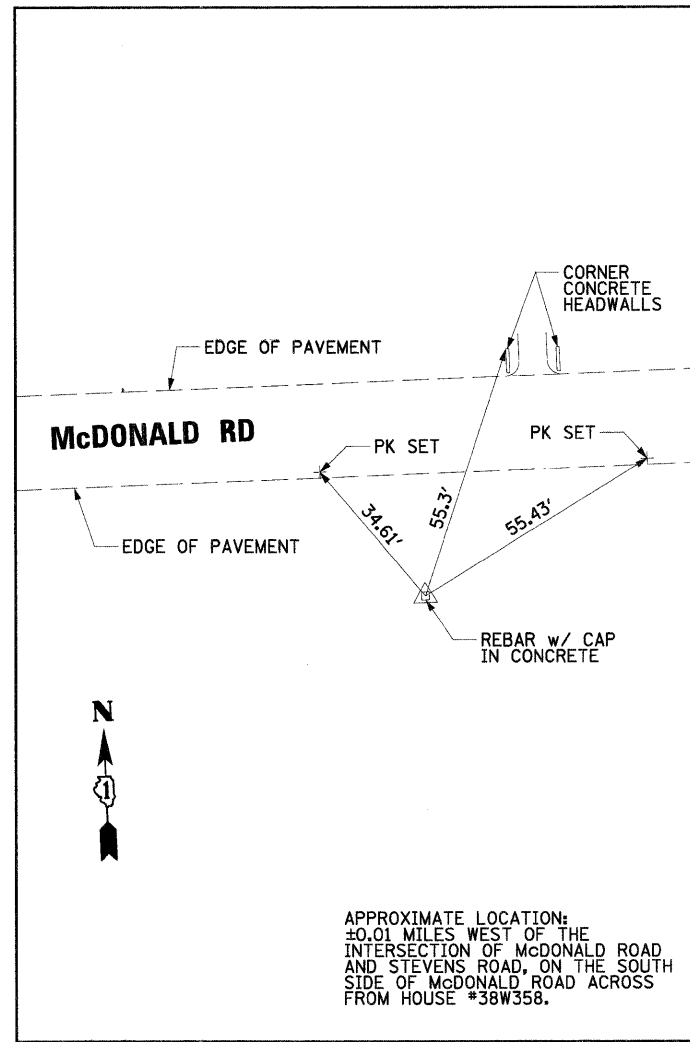 CORNER
CONCRETE
HEADWALLS
EDGE OF PAVEMENT
McDONALD RD
PK SET
PK SET
34.61'
55.3'
55.43'
EDGE OF PAVEMENT
REBAR w/ CAP
IN CONCRETE
N
1
APPROXIMATE LOCATION:
±0.01 MILES WEST OF THE
INTERSECTION OF McDONALD ROAD
AND STEVENS ROAD, ON THE SOUTH
SIDE OF McDONALD ROAD ACROSS
FROM HOUSE #38W358.